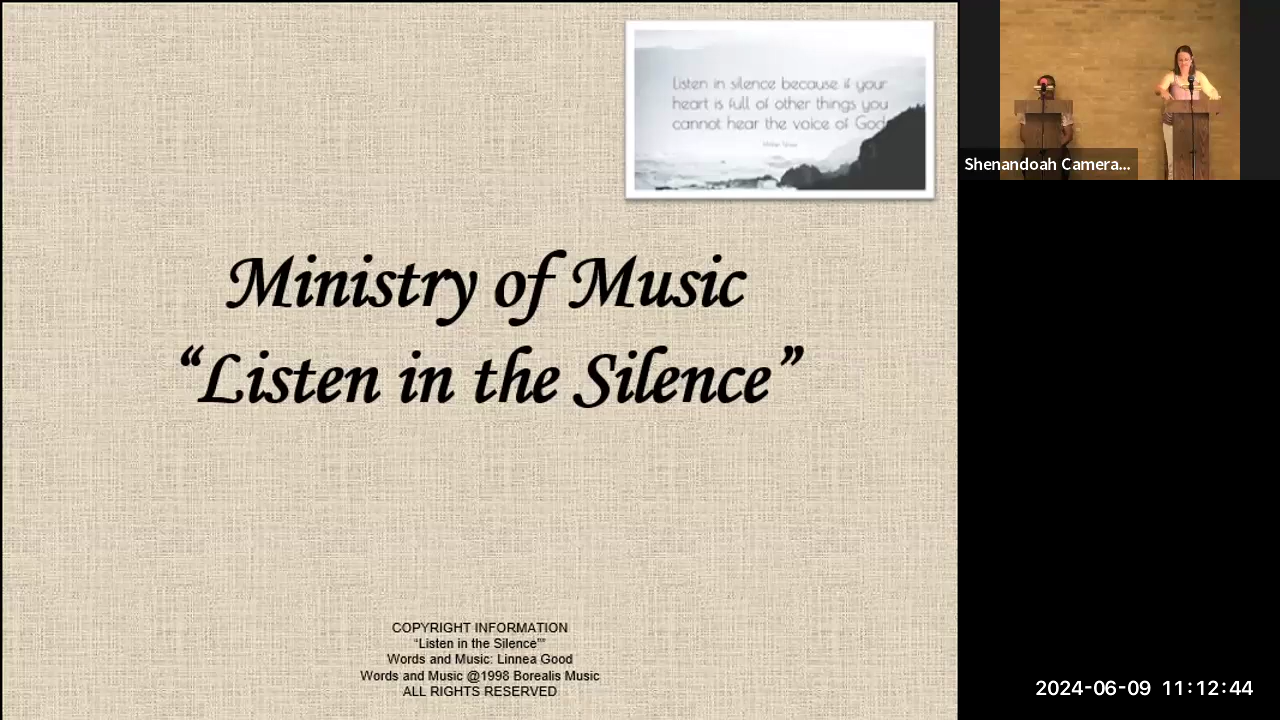 Listen in silence because if your
heart is full of other things you
cannot hear the voice of God.
Ministry of Music
“Listen in the Silence”
COPYRIGHT INFORMATION
“Listen in the Silence””
Words and Music: Linnea Good
Words and Music @1998 Borealis Music
ALL RIGHTS RESERVED
Shenandoah Camera...
2024-06-09 11:12:44